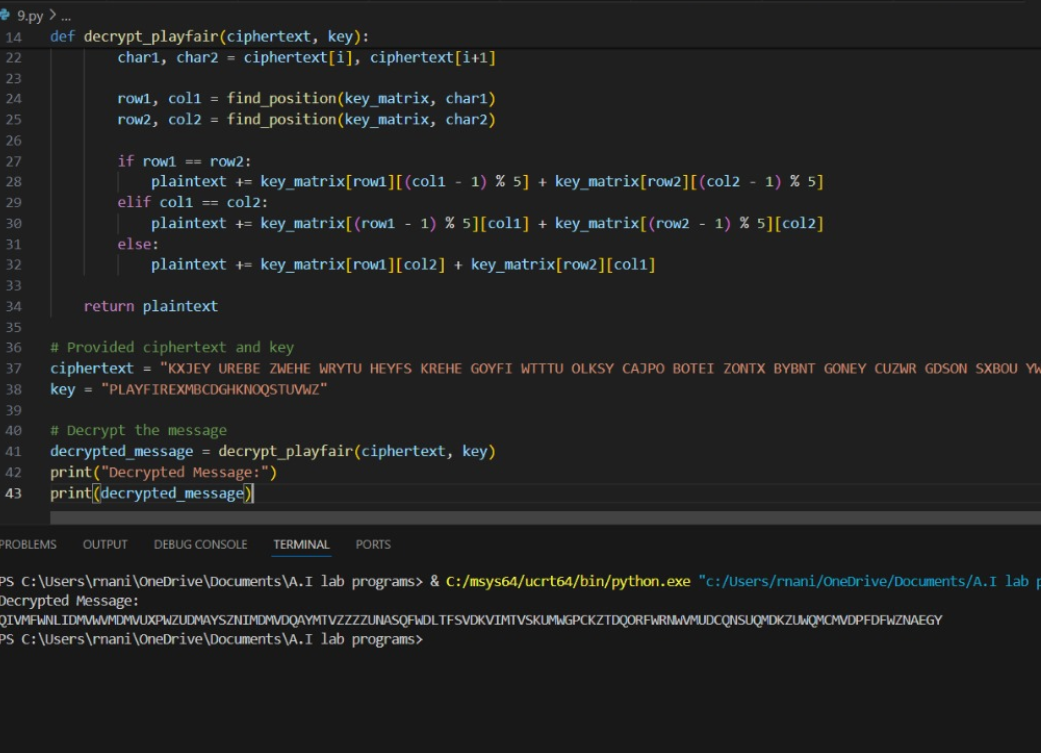 9.py > ...
14 def decrypt_playfair(ciphertext, key):
22 char1, char2 = ciphertext[i], ciphertext[i+1]
23
24 row1, col1 = find_position(key_matrix, char1)
25 row2, col2 = find_position(key_matrix, char2)
26
27 if row1 == row2:
28 plaintext += key_matrix[row1][(col1 - 1) % 5] + key_matrix[row2][(col2 - 1) % 5]
29 elif col1 == col2:
30 plaintext += key_matrix[(row1 - 1) % 5][col1] + key_matrix[(row2 - 1) % 5][col2]
31 else:
32 plaintext += key_matrix[row1][col2] + key_matrix[row2][col1]
33
34 return plaintext
35
36 # Provided ciphertext and key
37 ciphertext = "KXJEY UREBE ZWEHE WRYTU HEYFS KREHE GOYFI WTTTU OLKSY CAJPO BOTEI ZONTX BYBNT GONEY CUZWR GDSON SXBOU YW
38 key = "PLAYFIREXMBCDGHKNOQSTUVWZ"
39
40 # Decrypt the message
41 decrypted_message = decrypt_playfair(ciphertext, key)
42 print("Decrypted Message:")
43 print(decrypted_message)
PROBLEMS OUTPUT DEBUG CONSOLE TERMINAL PORTS
PS C:\Users\rnani\OneDrive\Documents\A.I lab programs> & C:/msys64/ucrt64/bin/python.exe "c:/Users/rnani/OneDrive/Documents/A.I lab p
Decrypted Message:
QIVMFWNLIDMVWVMDMVUXPWZUDMAYSZNIMDMVDQAYMTVZZZZUNASQFWDLTFSVDKVIMTVSKUMWGPCKZTDQORFWRNWVMUDCQNSUQMDKZUWQMCMVDPFDFWZNAEGY
PS C:\Users\rnani\OneDrive\Documents\A.I lab programs>